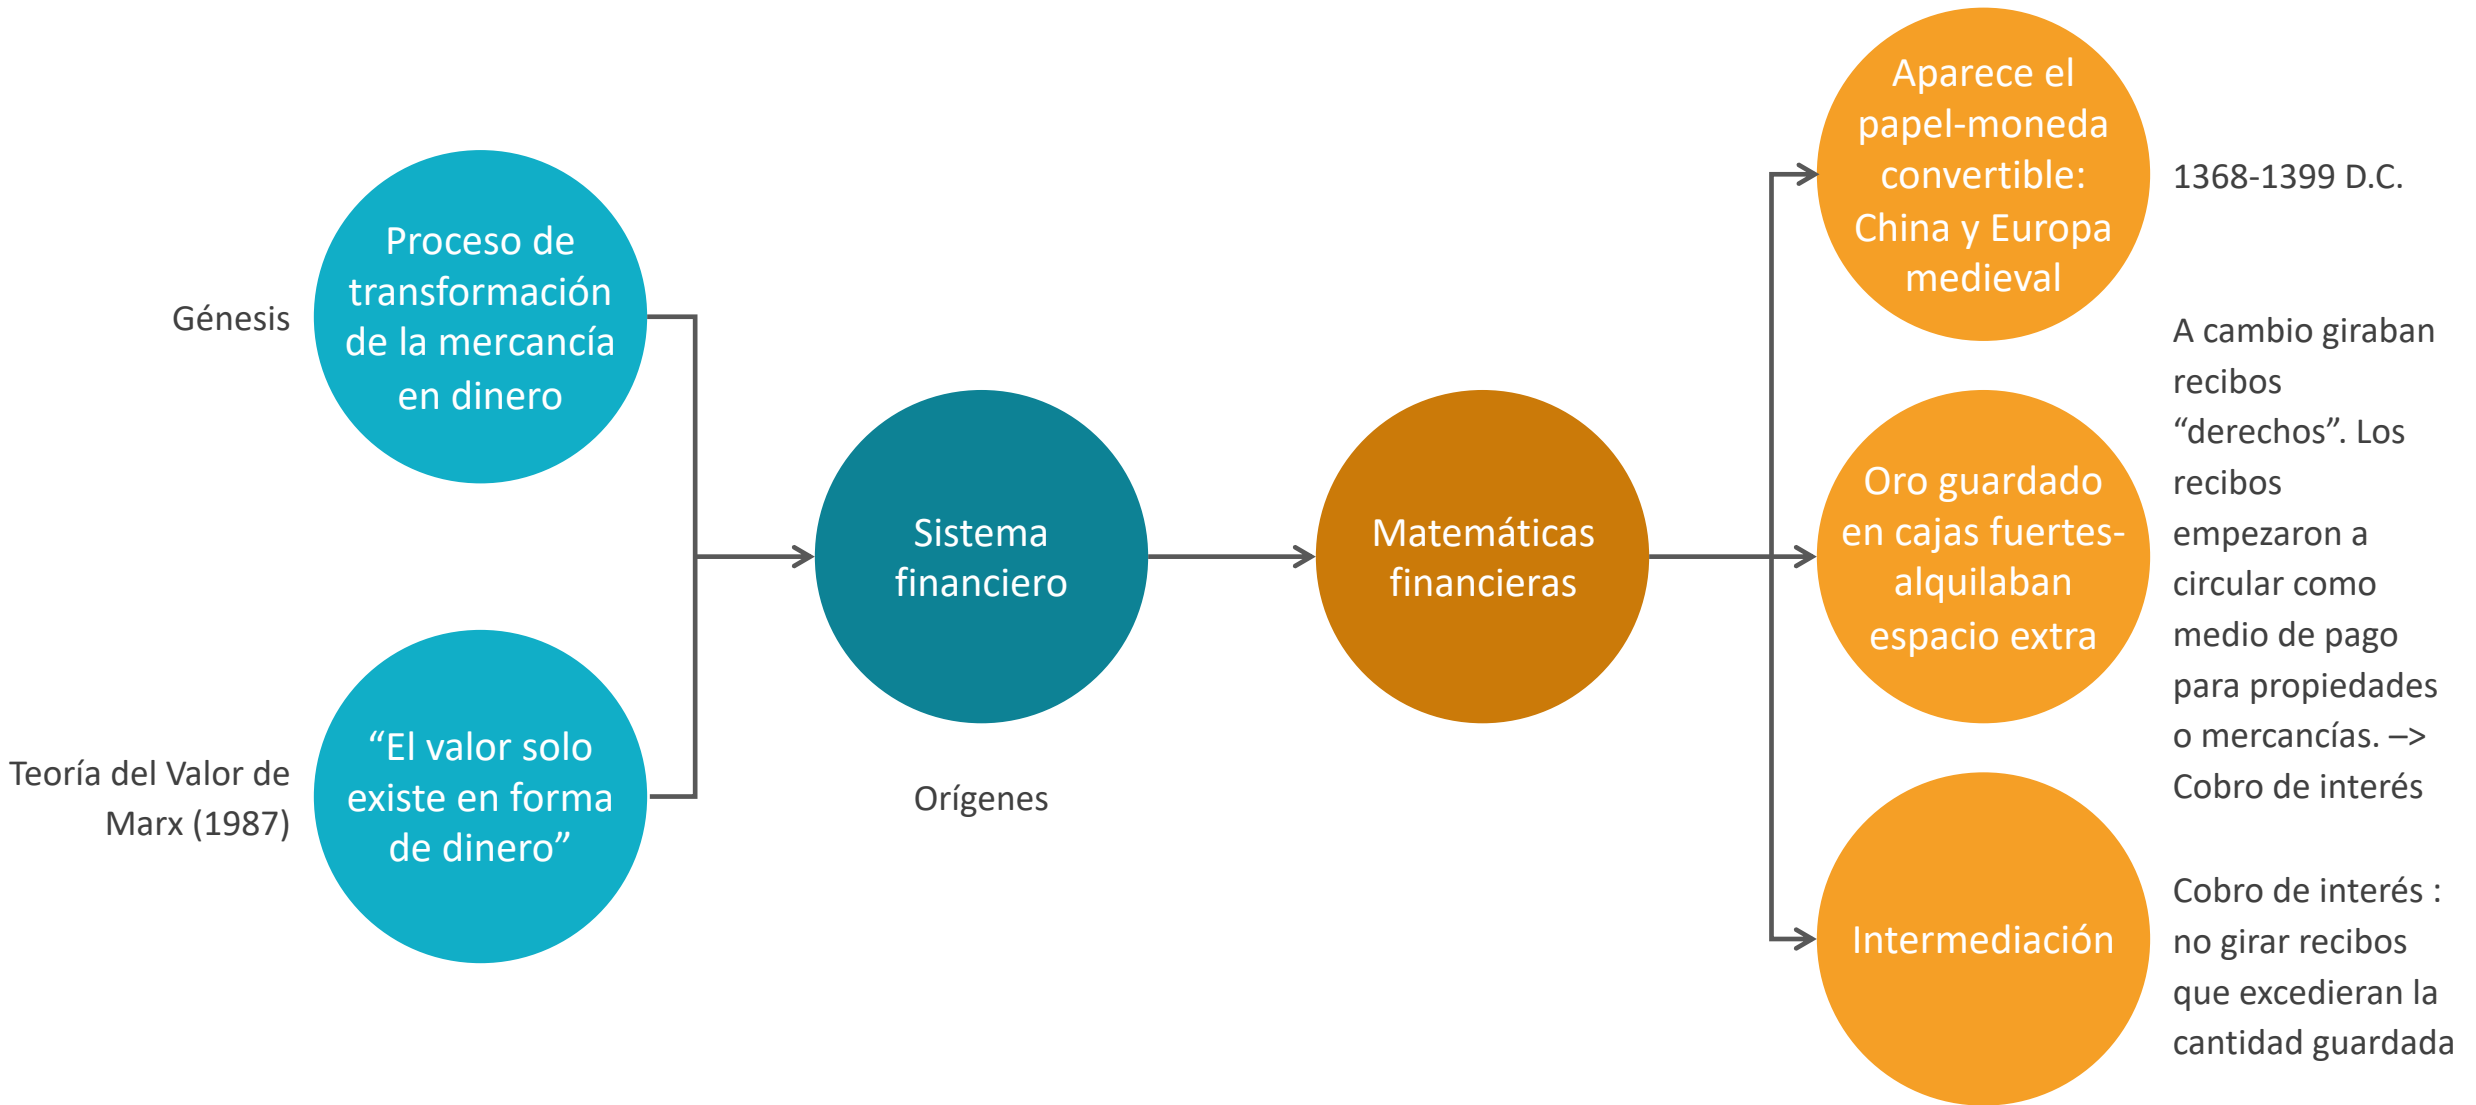 Génesis
Proceso de
transformación
de la mercancía
en dinero
Teoría del Valor de
Marx (1987)
“El valor solo
existe en forma
de dinero”
Sistema
financiero
Orígenes
Matemáticas
financieras
Aparece el
papel-moneda
convertible:
China y Europa
medieval
1368-1399 D.C.
Oro guardado
en cajas fuertes-
alquilaban
espacio extra
A cambio giraban
recibos
“derechos”. Los
recibos
empezaron a
circular como
medio de pago
para propiedades
o mercancías. –>
Cobro de interés
Intermediación
Cobro de interés :
no girar recibos
que excedieran la
cantidad guardada